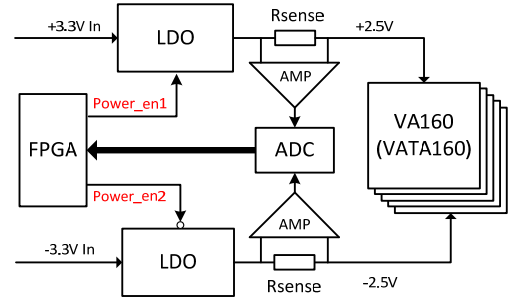 Rsense
+3.3V In
LDO
+2.5V
AMP
Power_en1
VA160
(VATA160)
FPGA
ADC
Power_en2
AMP
-3.3V In
LDO
-2.5V
Rsense